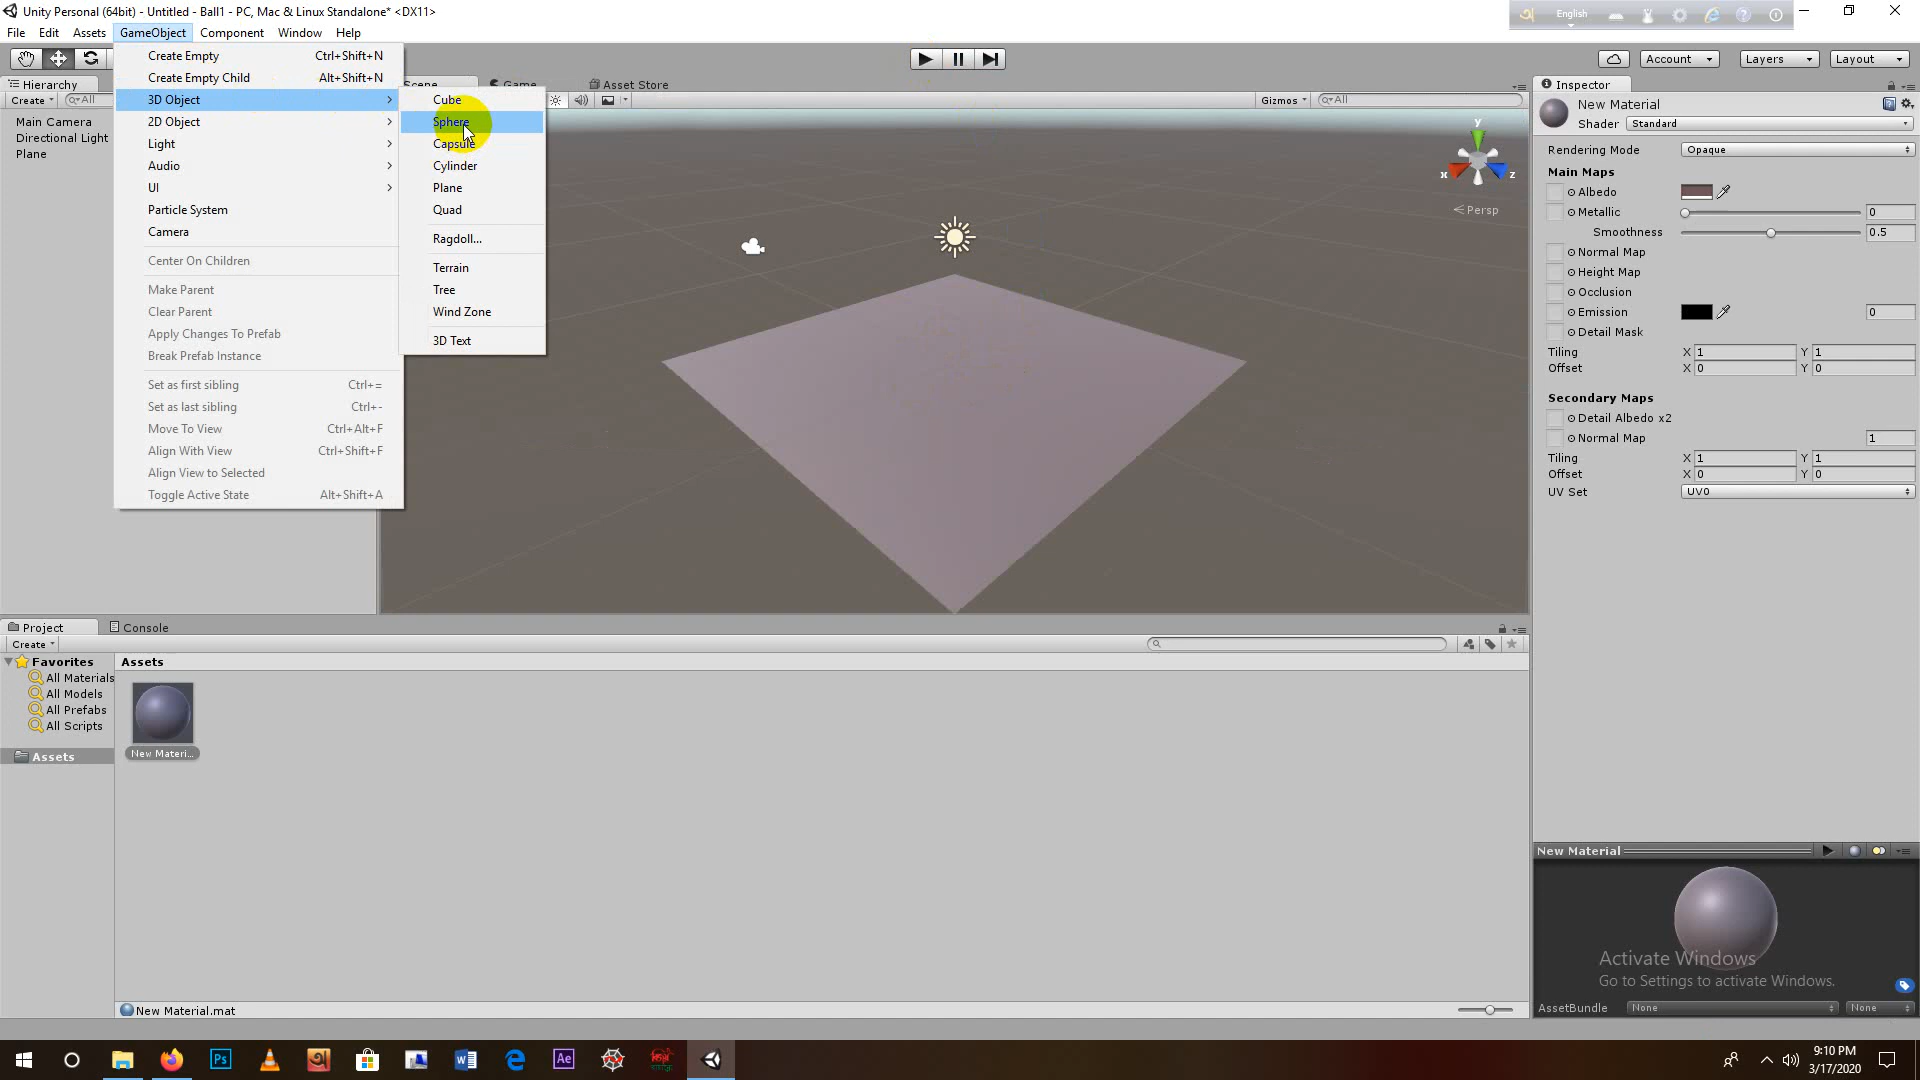 Unity Personal (64bit) - Untitled - Ball1 - PC, Mac & Linux Standalone* <DX11>
English
File Edit Assets GameObject Component Window Help
Account Layers Layout
Hierarchy
Create All
Main Camera
Directional Light
Plane
Create Empty Ctrl+Shift+N
Create Empty Child Alt+Shift+N
3D Object
2D Object
Light
Audio
UI
Particle System
Camera
Center On Children
Make Parent
Clear Parent
Apply Changes To Prefab
Break Prefab Instance
Set as first sibling Ctrl+=
Set as last sibling Ctrl+-
Move To View Ctrl+Alt+F
Align With View Ctrl+Shift+F
Align View to Selected
Toggle Active State Alt+Shift+A
Cube
Sphere
Capsule
Cylinder
Plane
Quad
Ragdoll...
Terrain
Tree
Wind Zone
3D Text
Scene Game Asset Store
Gizmos All
y
x z
Persp
Inspector
New Material
Shader Standard
Rendering Mode Opaque
Main Maps
Albedo
Metallic 0
Smoothness 0.5
Normal Map
Height Map
Occlusion
Emission 0
Detail Mask
Tiling X 1 Y 1
Offset X 0 Y 0
Secondary Maps
Detail Albedo x2
Normal Map 1
Tiling X 1 Y 1
Offset X 0 Y 0
UV Set UV0
Project Console
Create
Favorites
All Materials
All Models
All Prefabs
All Scripts
Assets
Assets
New Materi...
New Material.mat
New Material
Activate Windows
Go to Settings to activate Windows.
AssetBundle None None
Ps
Ae
9:10 PM
3/17/2020